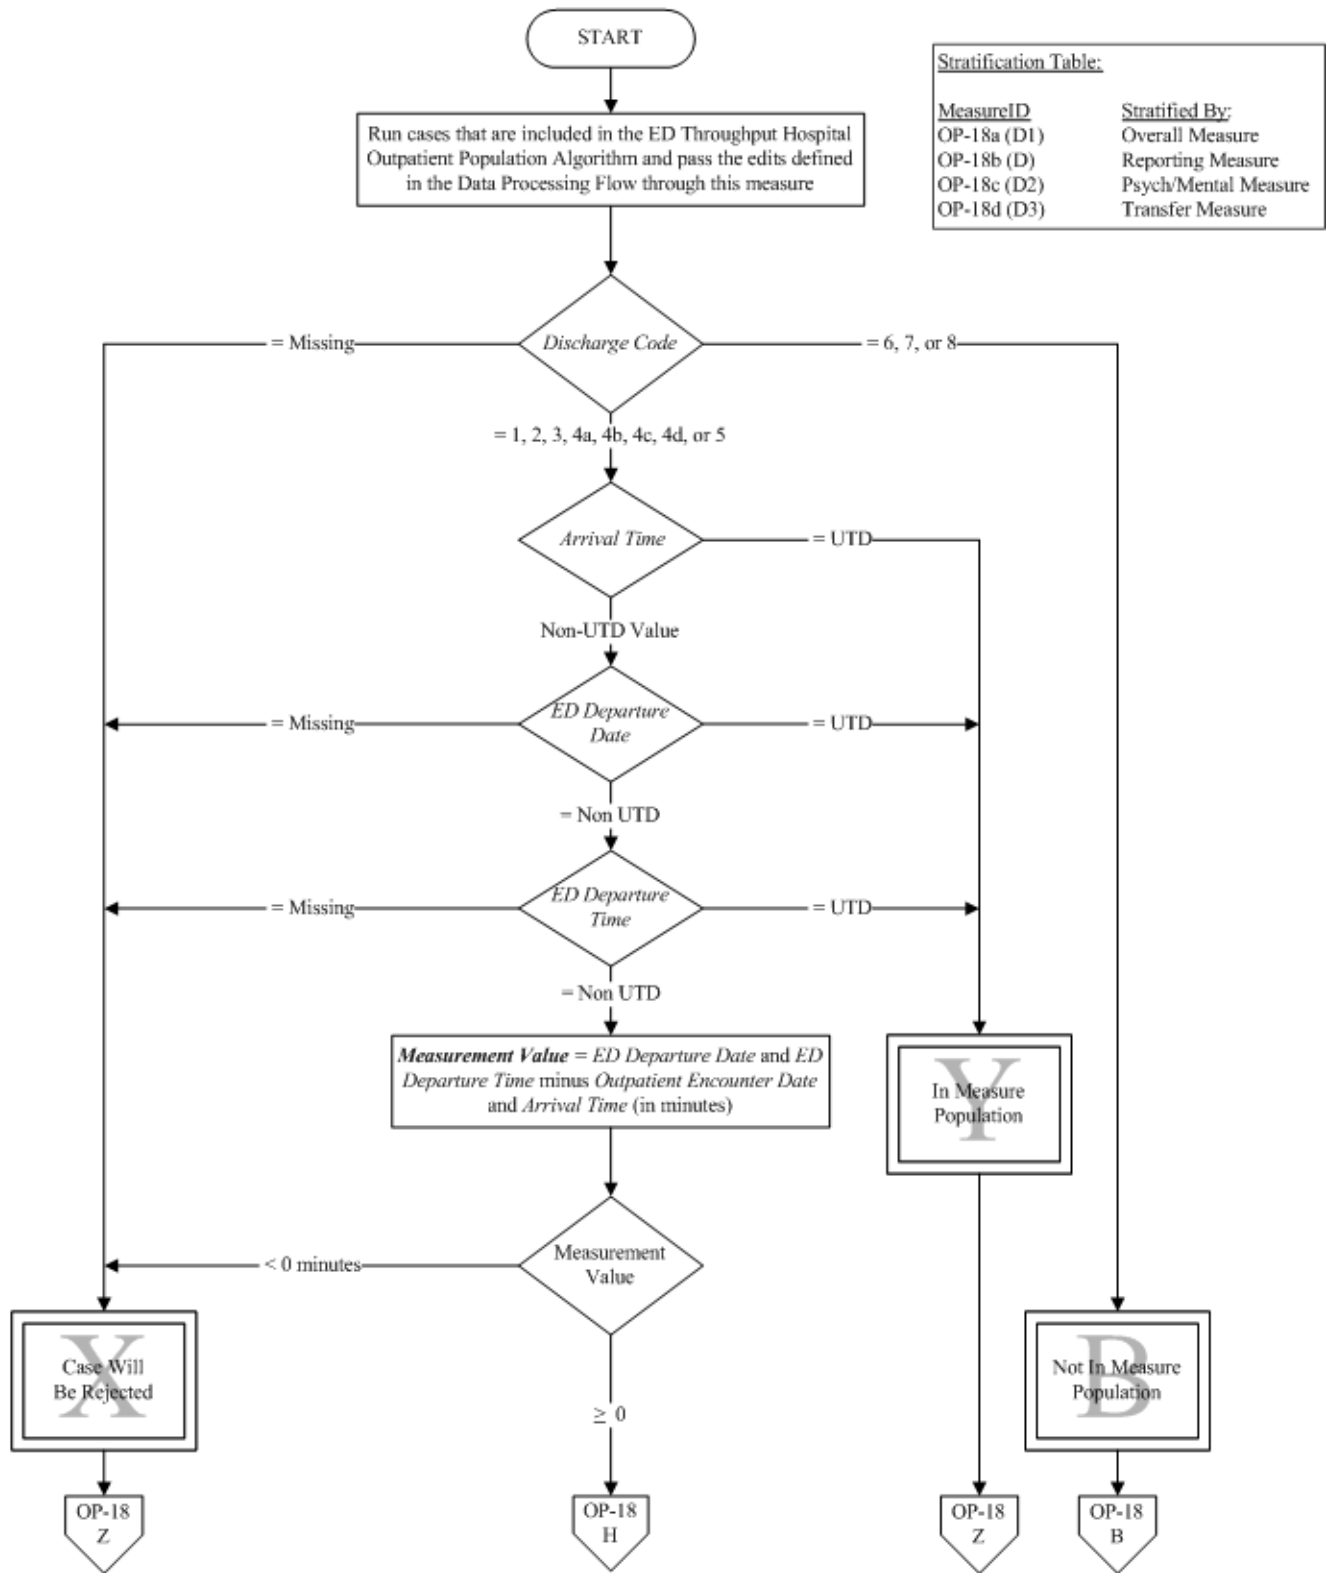 START
Stratification Table:
MeasureID Stratified By:
OP-18a (D1) Overall Measure
OP-18b (D) Reporting Measure
OP-18c (D2) Psych/Mental Measure
OP-18d (D3) Transfer Measure
Run cases that are included in the ED Throughput Hospital
Outpatient Population Algorithm and pass the edits defined
in the Data Processing Flow through this measure
= Missing
Discharge Code
= 6, 7, or 8
= 1, 2, 3, 4a, 4b, 4c, 4d, or 5
Arrival Time
= UTD
Non-UTD Value
= Missing
ED Departure
Date
= UTD
= Non UTD
= Missing
ED Departure
Time
= UTD
= Non UTD
Measurement Value = ED Departure Date and ED
Departure Time minus Outpatient Encounter Date
and Arrival Time (in minutes)
Y
In Measure
Population
< 0 minutes
Measurement
Value
X
Case Will
Be Rejected
≥ 0
B
Not In Measure
Population
OP-18
Z
OP-18
H
OP-18
Z
OP-18
B